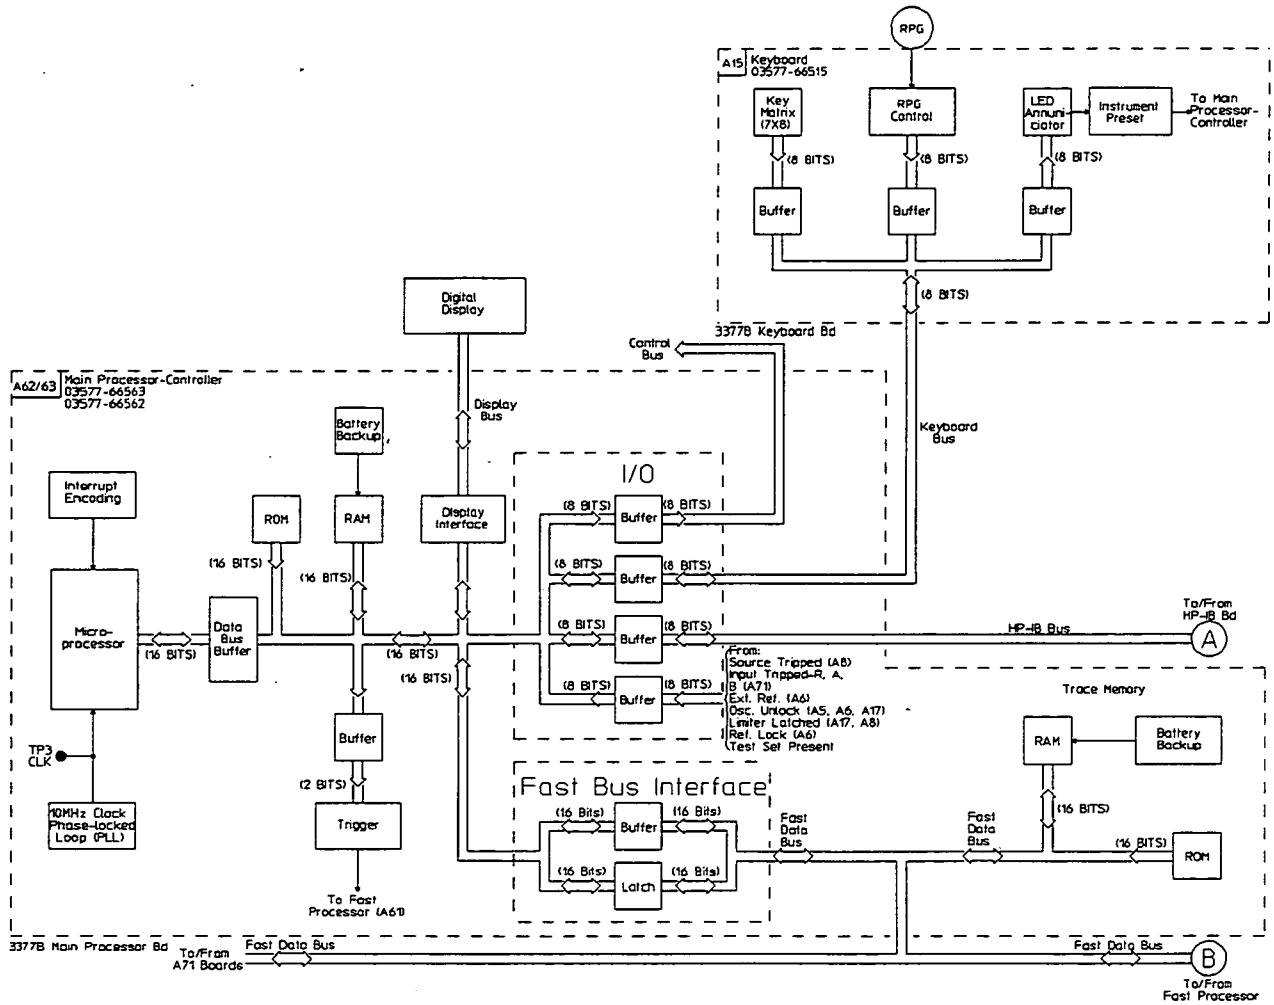 RPG
A15
Keyboard
03577-66515
Key
Matrix
(7X8)
RPG
Control
LED
Annun-
ciator
Instrument
Preset
To Main
Processor-
Controller
(8 BITS)
(8 BITS)
(8 BITS)
Buffer
Buffer
Buffer
(8 BITS)
3377B Keyboard Bd
Digital
Display
Control
Bus
A62/63
Main Processor-Controller
03577-66563
03577-66562
Battery
Backup
Display
Bus
Keyboard
Bus
Interrupt
Encoding
ROM
RAM
Display
Interface
I/O
(8 BITS)
Buffer
(8 BITS)
(16 BITS)
(16 BITS)
(8 BITS)
Buffer
(8 BITS)
Micro-
processor
(16 BITS)
Data
Bus
Buffer
(16 BITS)
(16 BITS)
(8 BITS)
Buffer
(8 BITS)
HP-IB Bus
To/From
HP-IB Bd
A
(8 BITS)
Buffer
(8 BITS)
From:
Source Tripped (A8)
Input Tripped-R, A,
B (A71)
Ext. Ref. (A6)
Osc. Unlock (A5, A6, A17)
Limiter Latched (A17, A8)
Ref. Lock (A6)
Test Set Present
Trace Memory
RAM
Battery
Backup
TP3
CLK
Buffer
(2 BITS)
10MHz Clock
Phase-locked
Loop (PLL)
Trigger
To Fast
Processor (A61)
Fast Bus Interface
(16 Bits)
Buffer
(16 Bits)
(16 Bits)
Latch
(16 Bits)
Fast
Data
Bus
Fast
Data
Bus
(16 BITS)
(16 BITS)
ROM
3377B Main Processor Bd
To/From
A71 Boards
Fast Data Bus
Fast Data Bus
B
To/From
Fast Processor